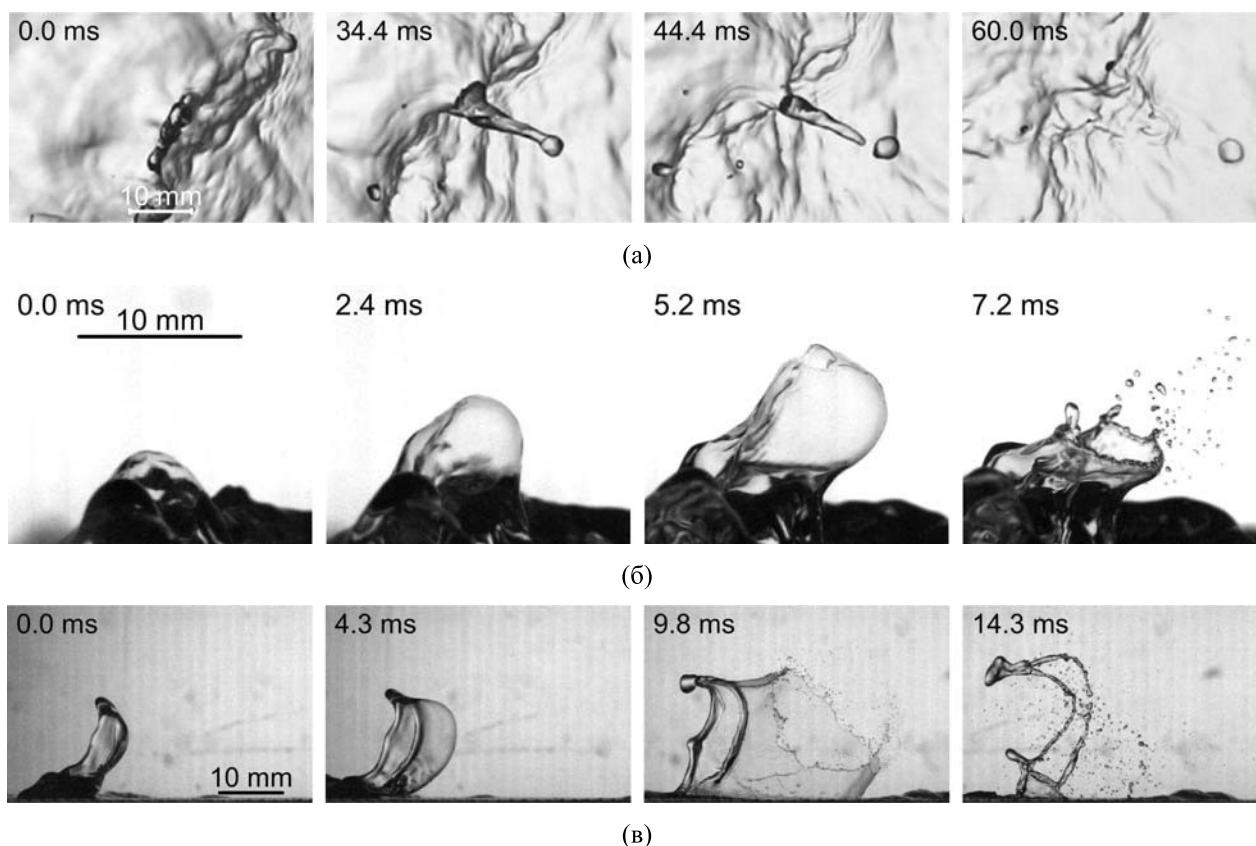 0.0 ms 34.4 ms 44.4 ms 60.0 ms
10 mm
(а)
0.0 ms 2.4 ms 5.2 ms 7.2 ms
10 mm
(б)
0.0 ms 4.3 ms 9.8 ms 14.3 ms
10 mm
(в)